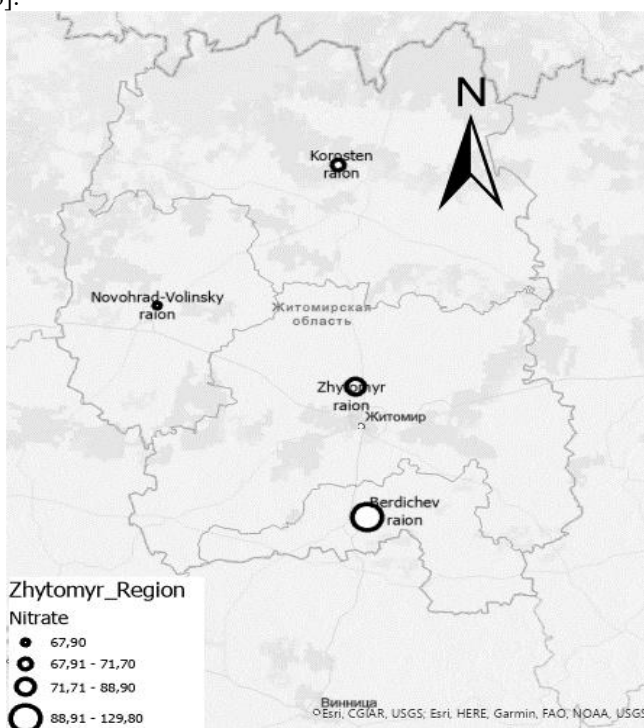 ].
N
Korosten
raion
Novohrad-Volinsky
raion
Житомирская
область
Zhytomyr
raion
Житомир
Berdichev
raion
Zhytomyr_Region
Nitrate
67,90
67,91 - 71,70
71,71 - 88,90
88,91 - 129,80
Винница
Esri, CGIAR, USGS; Esri, HERE, Garmin, FAO, NOAA, USGS